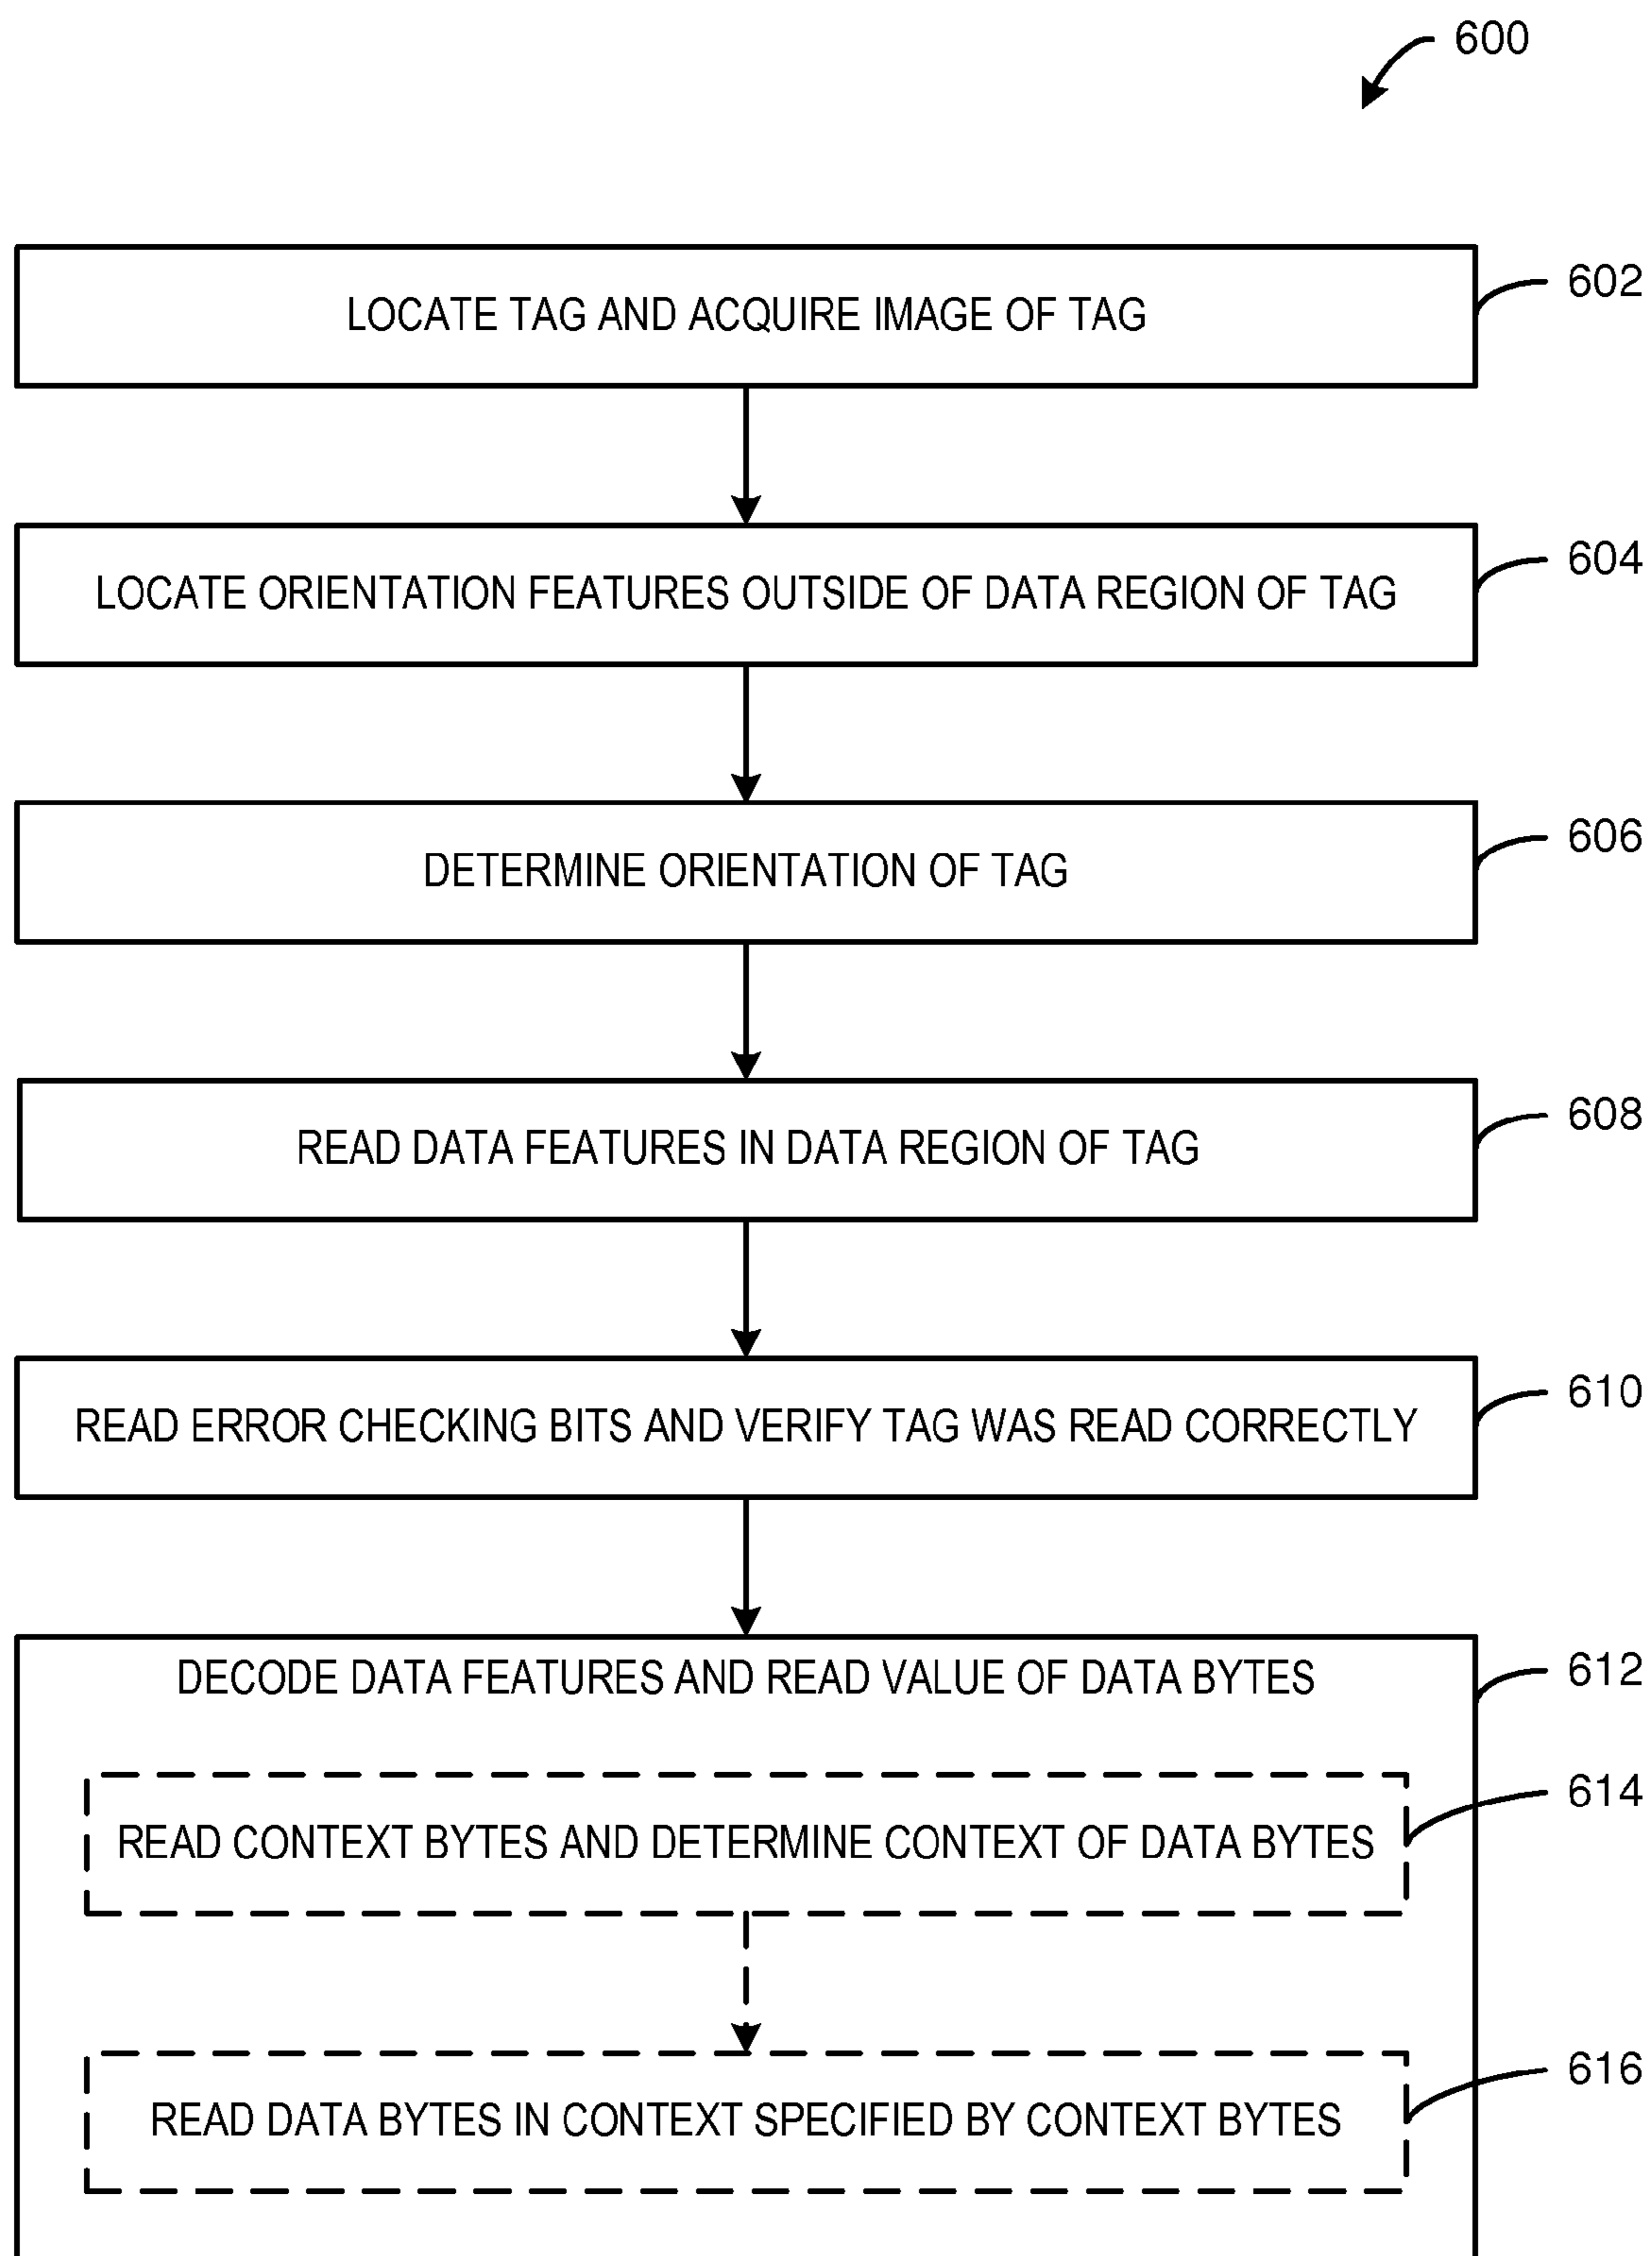 600
LOCATE TAG AND ACQUIRE IMAGE OF TAG
602
LOCATE ORIENTATION FEATURES OUTSIDE OF DATA REGION OF TAG
604
DETERMINE ORIENTATION OF TAG
606
READ DATA FEATURES IN DATA REGION OF TAG
608
READ ERROR CHECKING BITS AND VERIFY TAG WAS READ CORRECTLY
610
DECODE DATA FEATURES AND READ VALUE OF DATA BYTES
612
READ CONTEXT BYTES AND DETERMINE CONTEXT OF DATA BYTES
614
READ DATA BYTES IN CONTEXT SPECIFIED BY CONTEXT BYTES
616